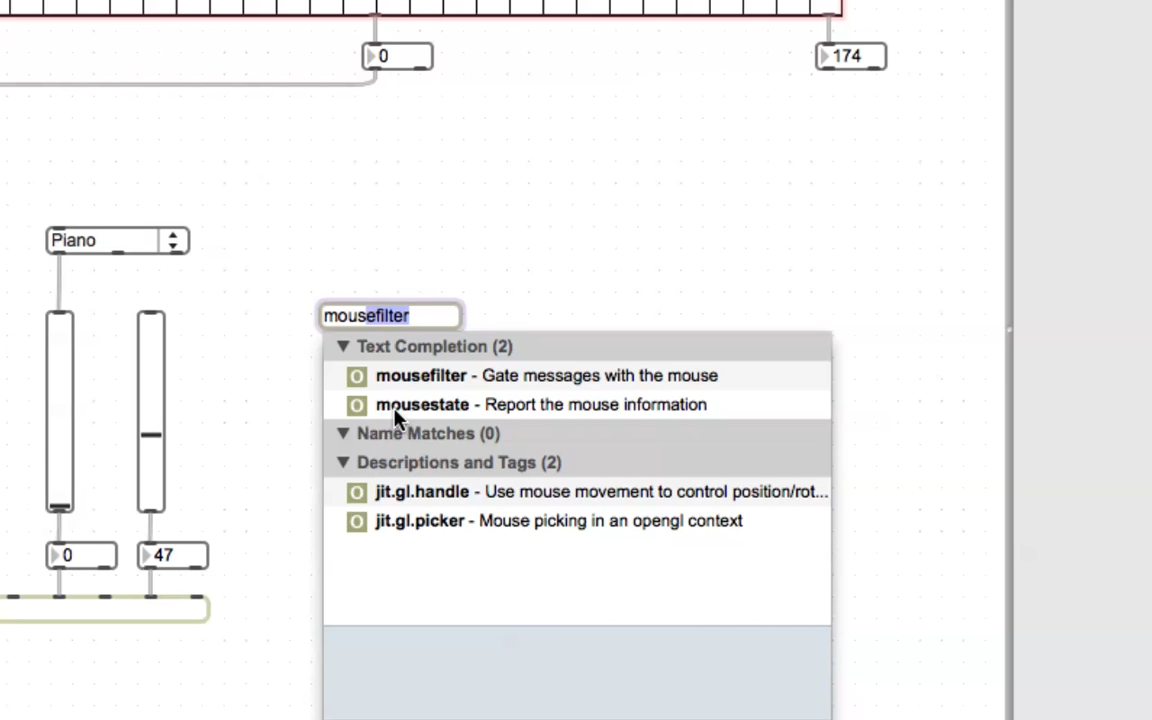 0
174
Piano
mousefilter
Text Completion (2)
mousefilter - Gate messages with the mouse
mousestate - Report the mouse information
Name Matches (0)
Descriptions and Tags (2)
jit.gl.handle - Use mouse movement to control position/rot...
jit.gl.picker - Mouse picking in an opengl context
0
47